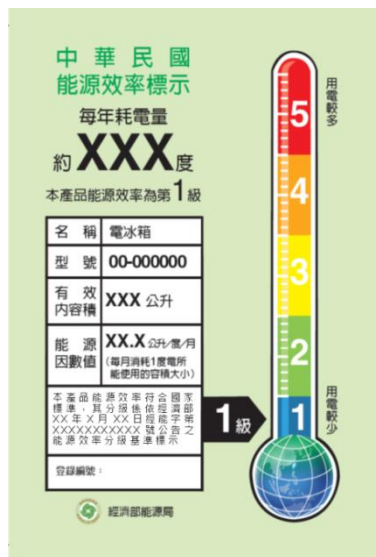 中華民國
能源效率標示
每年耗電量
約XXX度
本產品能源效率為第1級
名稱 電冰箱
型號 00-000000
有效內容積 XXX 公升
能源因數值 XX.X 公升/度/月
(每月消耗1度電所
能使用的容積大小)
本產品能源效率符合國家
標準,其分級係依經濟部
XX年X月XX日經能字第
XXXXXXXXXXX號公告之
能源效率分級基準標示
登錄編號:
經濟部能源局
用電較多
5
4
3
2
1
用電較少
1級